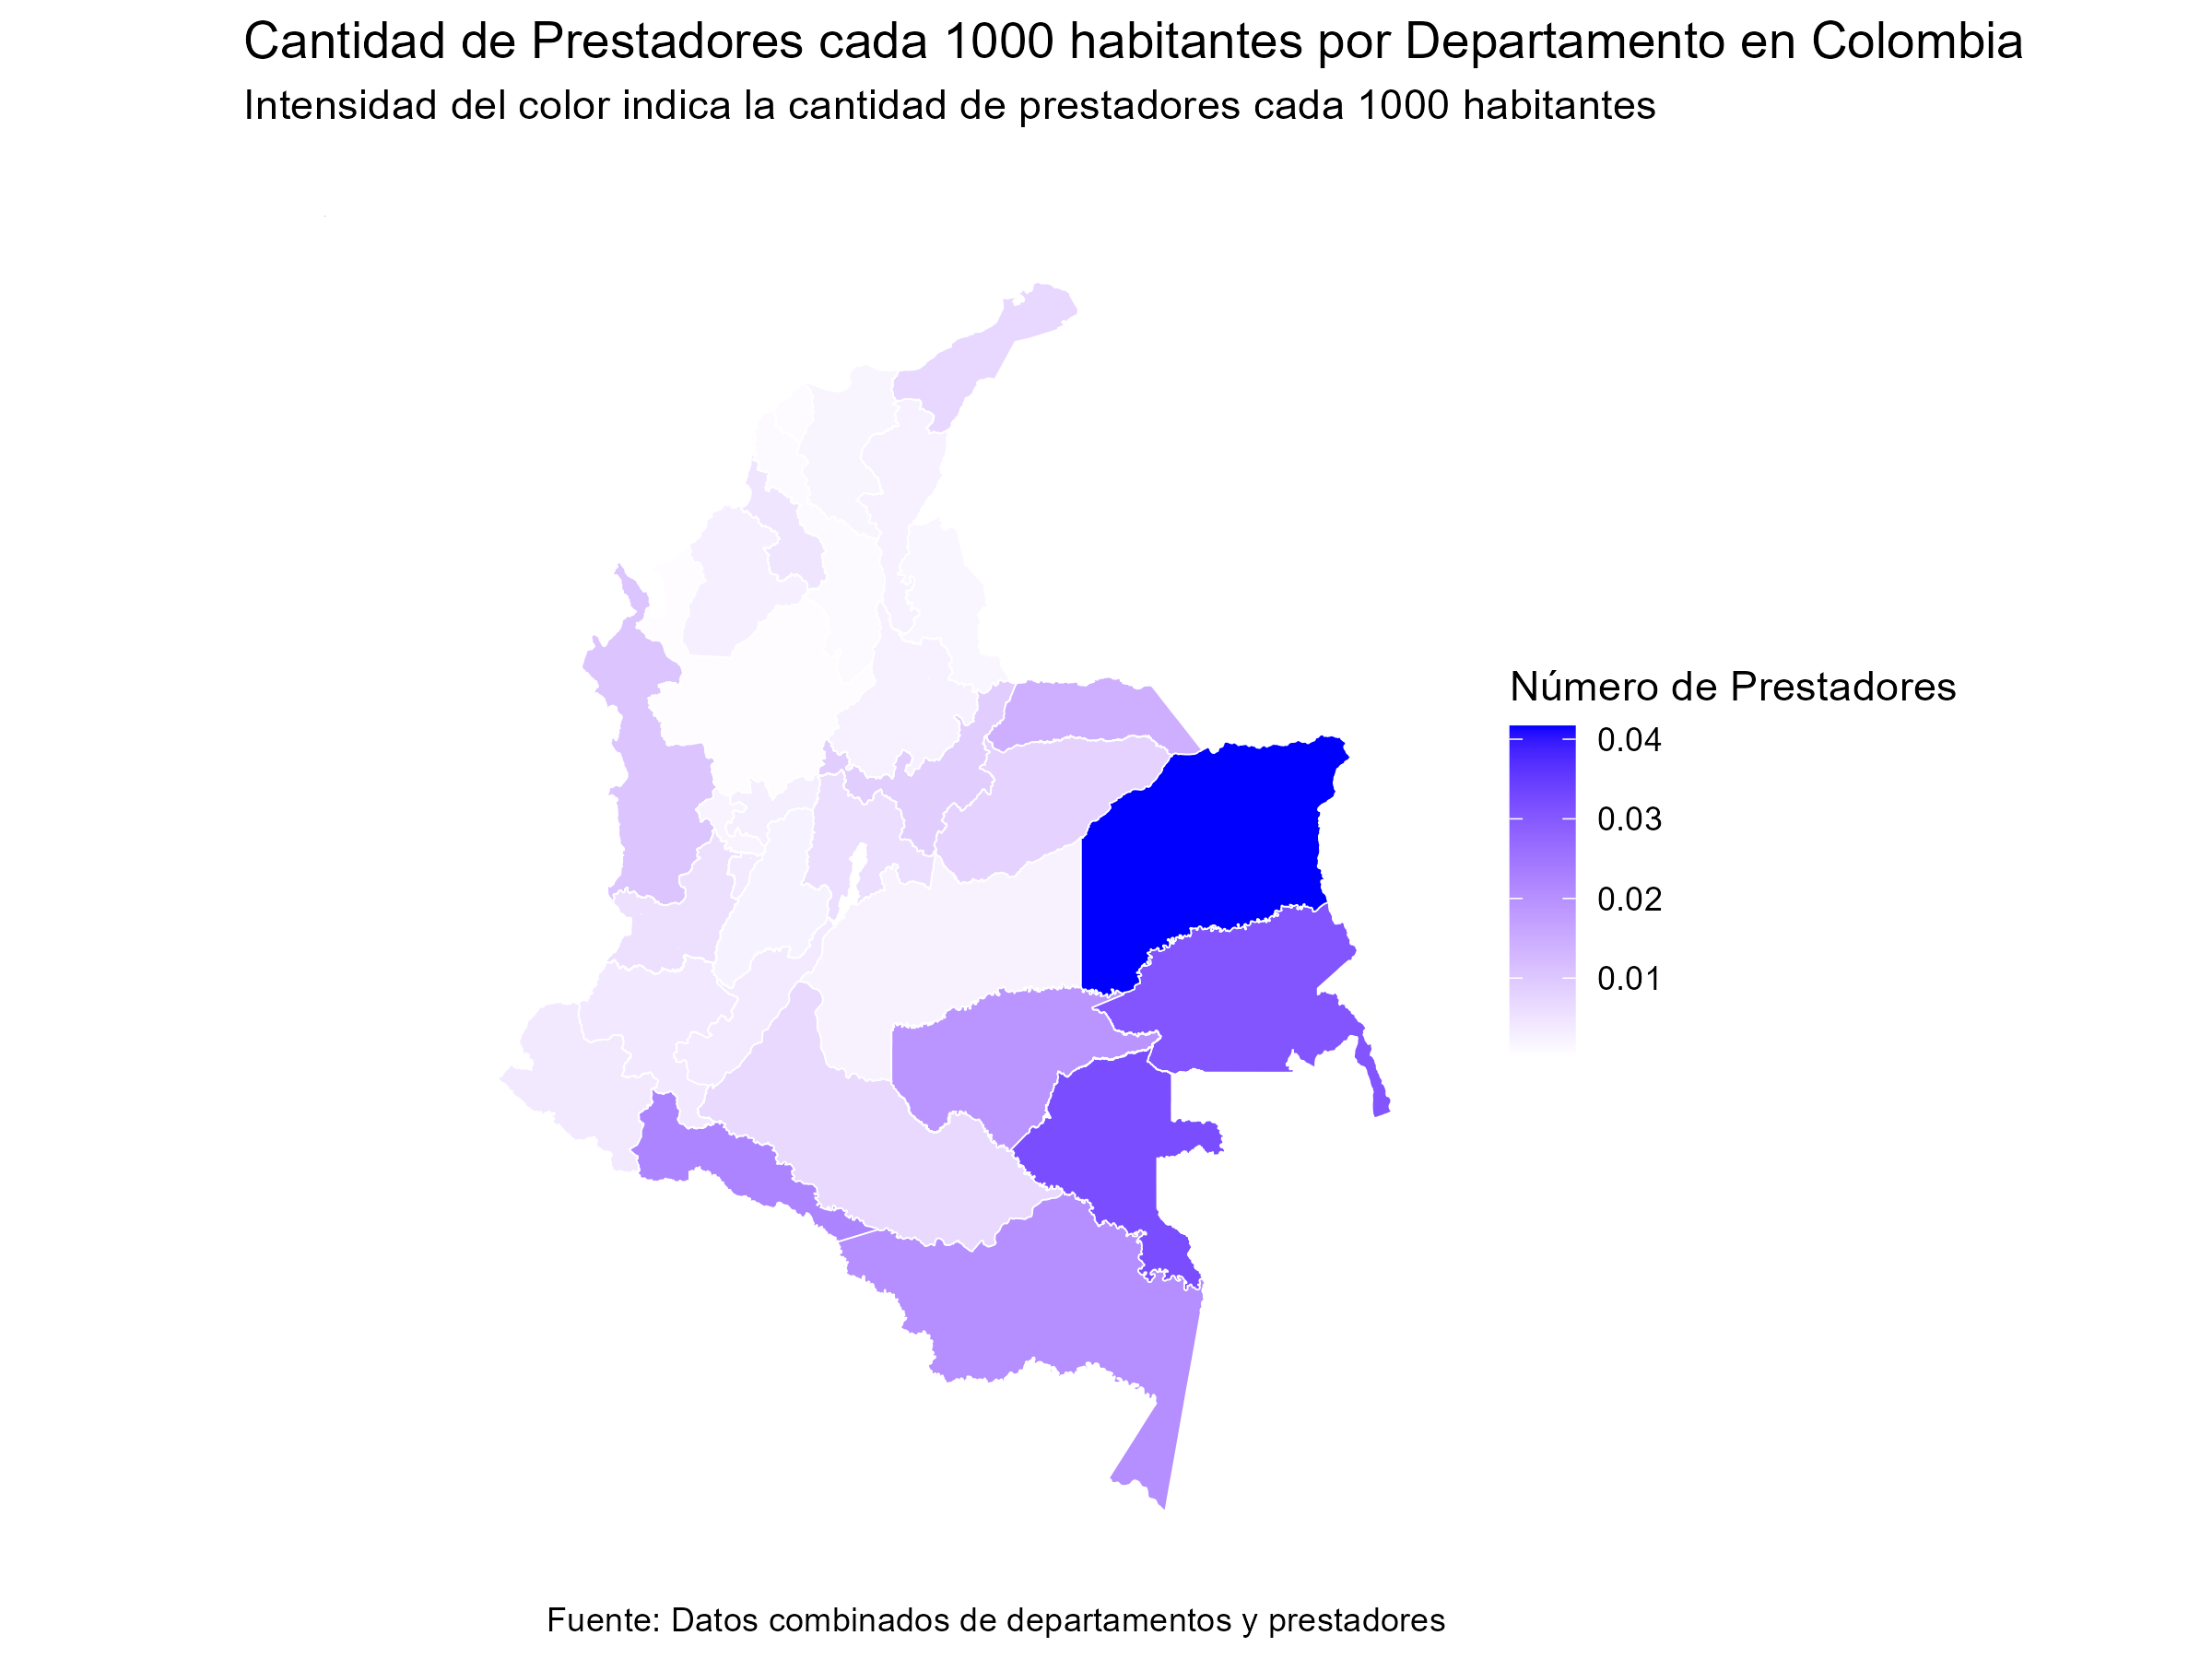 Cantidad de Prestadores cada 1000 habitantes por Departamento en Colombia
Intensidad del color indica la cantidad de prestadores cada 1000 habitantes
Número de Prestadores
0.04
0.03
0.02
0.01
Fuente: Datos combinados de departamentos y prestadores